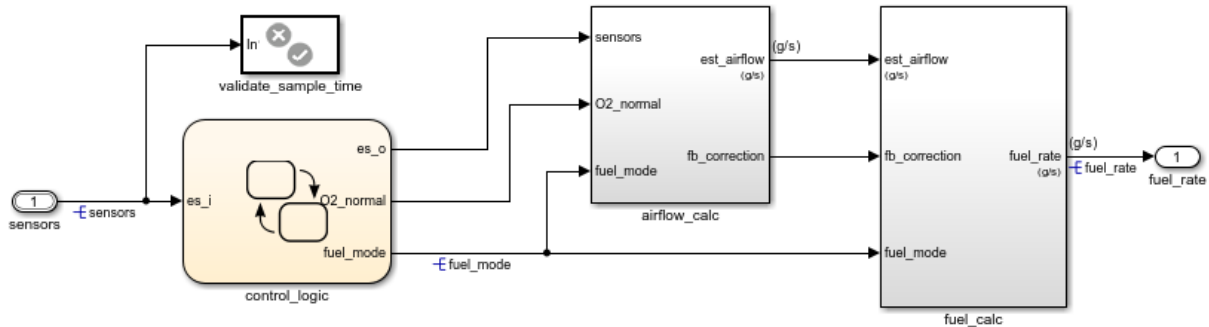 In
validate_sample_time
1
sensors
sensors
es_i
es_o
O2_normal
fuel_mode
control_logic
fuel_mode
sensors
O2_normal
fuel_mode
est_airflow
(g/s)
fb_correction
airflow_calc
(g/s)
est_airflow
(g/s)
fb_correction
fuel_mode
fuel_rate
(g/s)
fuel_calc
(g/s)
fuel_rate
1
fuel_rate